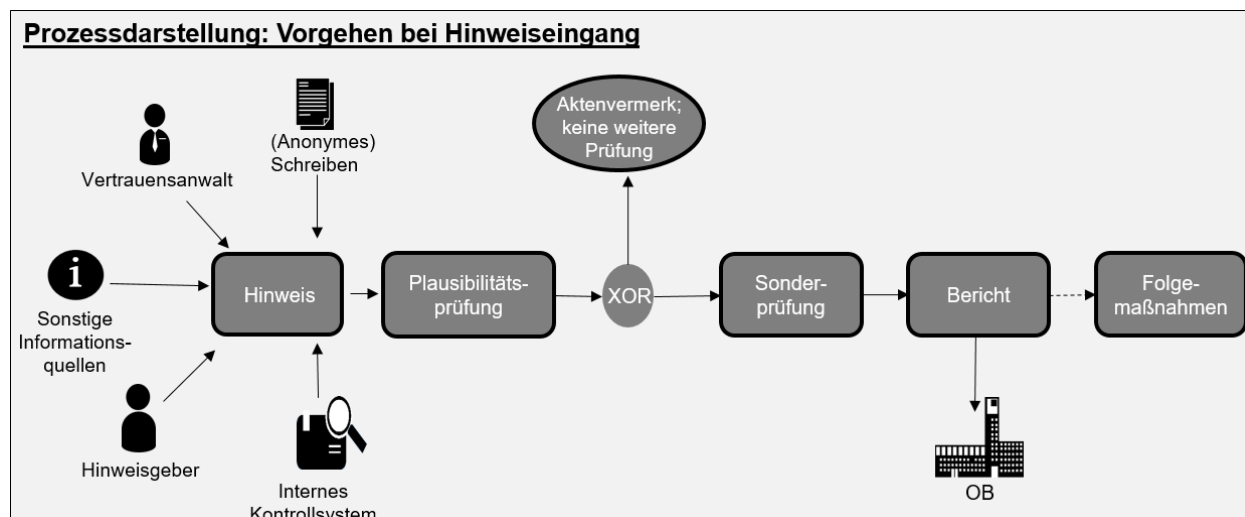 Prozessdarstellung: Vorgehen bei Hinweiseingang
(Anonymes)
Schreiben
Vertrauensanwalt
Aktenvermerk;
keine weitere
Prüfung
Sonstige
Informations-
quellen
Hinweis
Plausibilitäts-
prüfung
XOR
Sonder-
prüfung
Bericht
Folge-
maßnahmen
Hinweisgeber
Internes
Kontrollsystem
OB